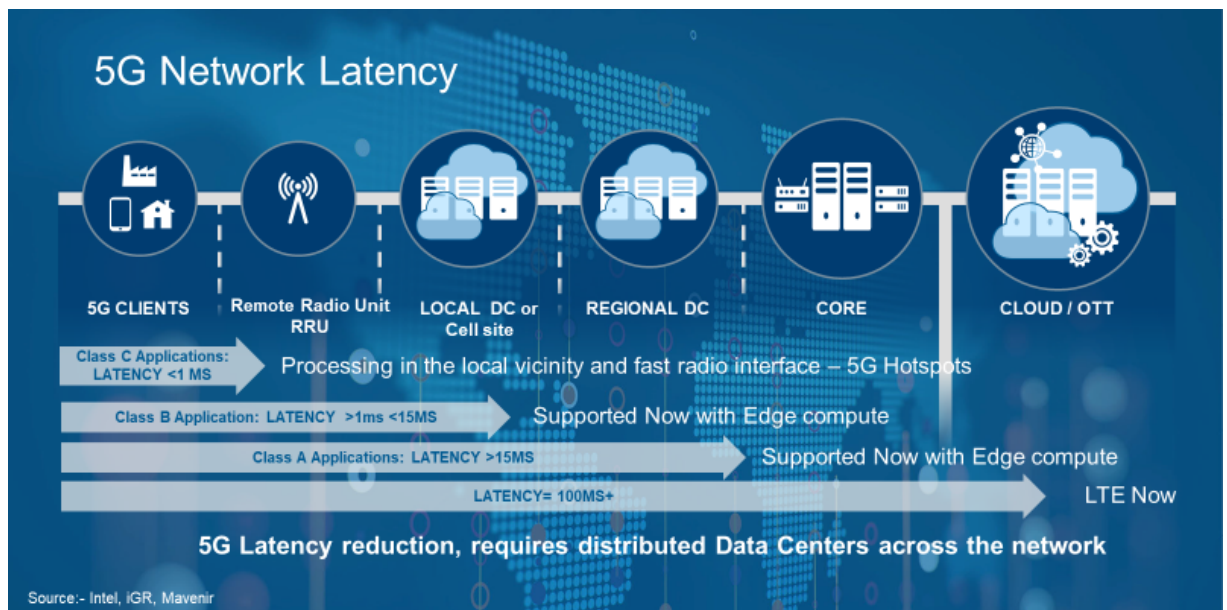 5G Network Latency
5G CLIENTS
Remote Radio Unit
RRU
LOCAL DC or
Cell site
REGIONAL DC
CORE
CLOUD / OTT
Class C Applications:
LATENCY <1 MS
Processing in the local vicinity and fast radio interface – 5G Hotspots
Class B Application: LATENCY >1ms <15MS
Supported Now with Edge compute
Class A Applications: LATENCY >15MS
Supported Now with Edge compute
LATENCY= 100MS+
LTE Now
5G Latency reduction, requires distributed Data Centers across the network
Source:- Intel, iGR, Mavenir